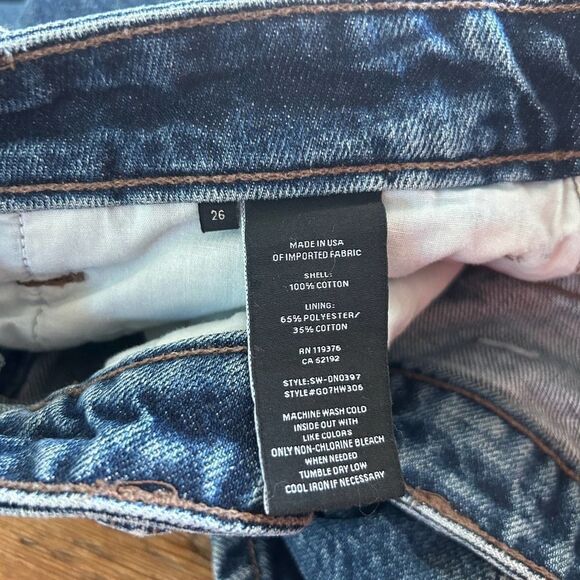 26
MADE IN USA
OF IMPORTED FABRIC
SHELL:
100% COTTON
LINING:
65% POLYESTER/
35% COTTON
RN 119376
CA 62192
STYLE:SW-DN0397
STYLE#G07HW306
MACHINE WASH COLD
INSIDE OUT WITH
LIKE COLORS
ONLY NON-CHLORINE BLEACH
WHEN NEEDED
TUMBLE DRY LOW
COOL IRON IF NECESSARY